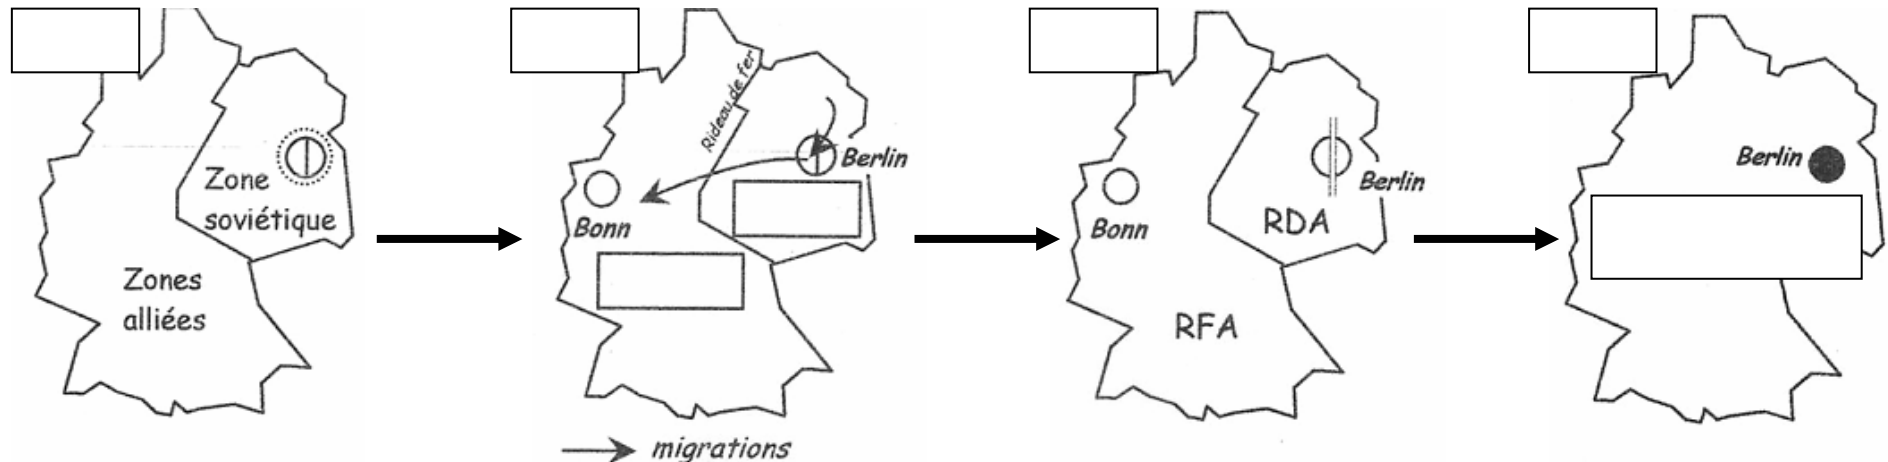 Zone
soviétique
Zones
alliées
Rideau de fer
Berlin
Bonn
migrations
Berlin
Bonn
RDA
RFA
Berlin